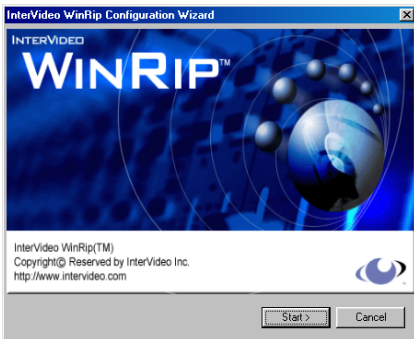 InterVideo WinRip Configuration Wizard
INTERVIDEO
WINRIP™
InterVideo WinRip(TM)
Copyright© Reserved by InterVideo Inc.
http://www.intervideo.com
Start >
Cancel